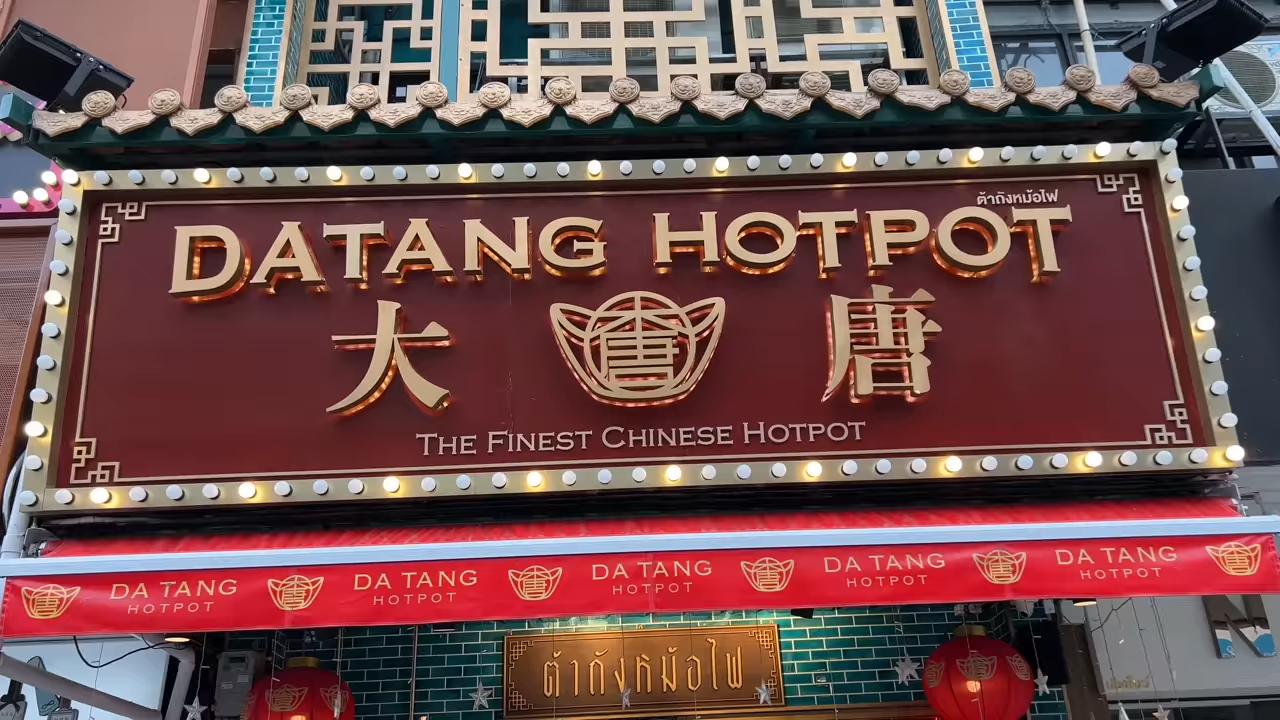 ต้าถังหม้อไฟ
DATANG HOTPOT
大 唐 唐
THE FINEST CHINESE HOTPOT
DA TANG DA TANG DA TANG DA TANG DA TANG
HOTPOT HOTPOT HOTPOT HOTPOT HOTPOT
ต้าถังหม้อไฟ